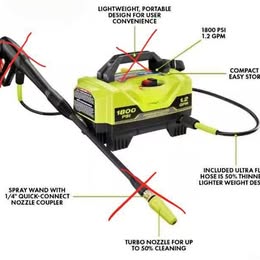 LIGHTWEIGHT, PORTABLE
DESIGN FOR USER
CONVENIENCE
1800 PSI
1.2 GPM
COMPACT
EASY STOR
1800
PSI
1.2
GPM
INCLUDED ULTRA FL
HOSE IS 50% THINNE
LIGHTER WEIGHT DES
SPRAY WAND WITH
1/4" QUICK-CONNECT
NOZZLE COUPLER
TURBO NOZZLE FOR UP
TO 50% CLEANING